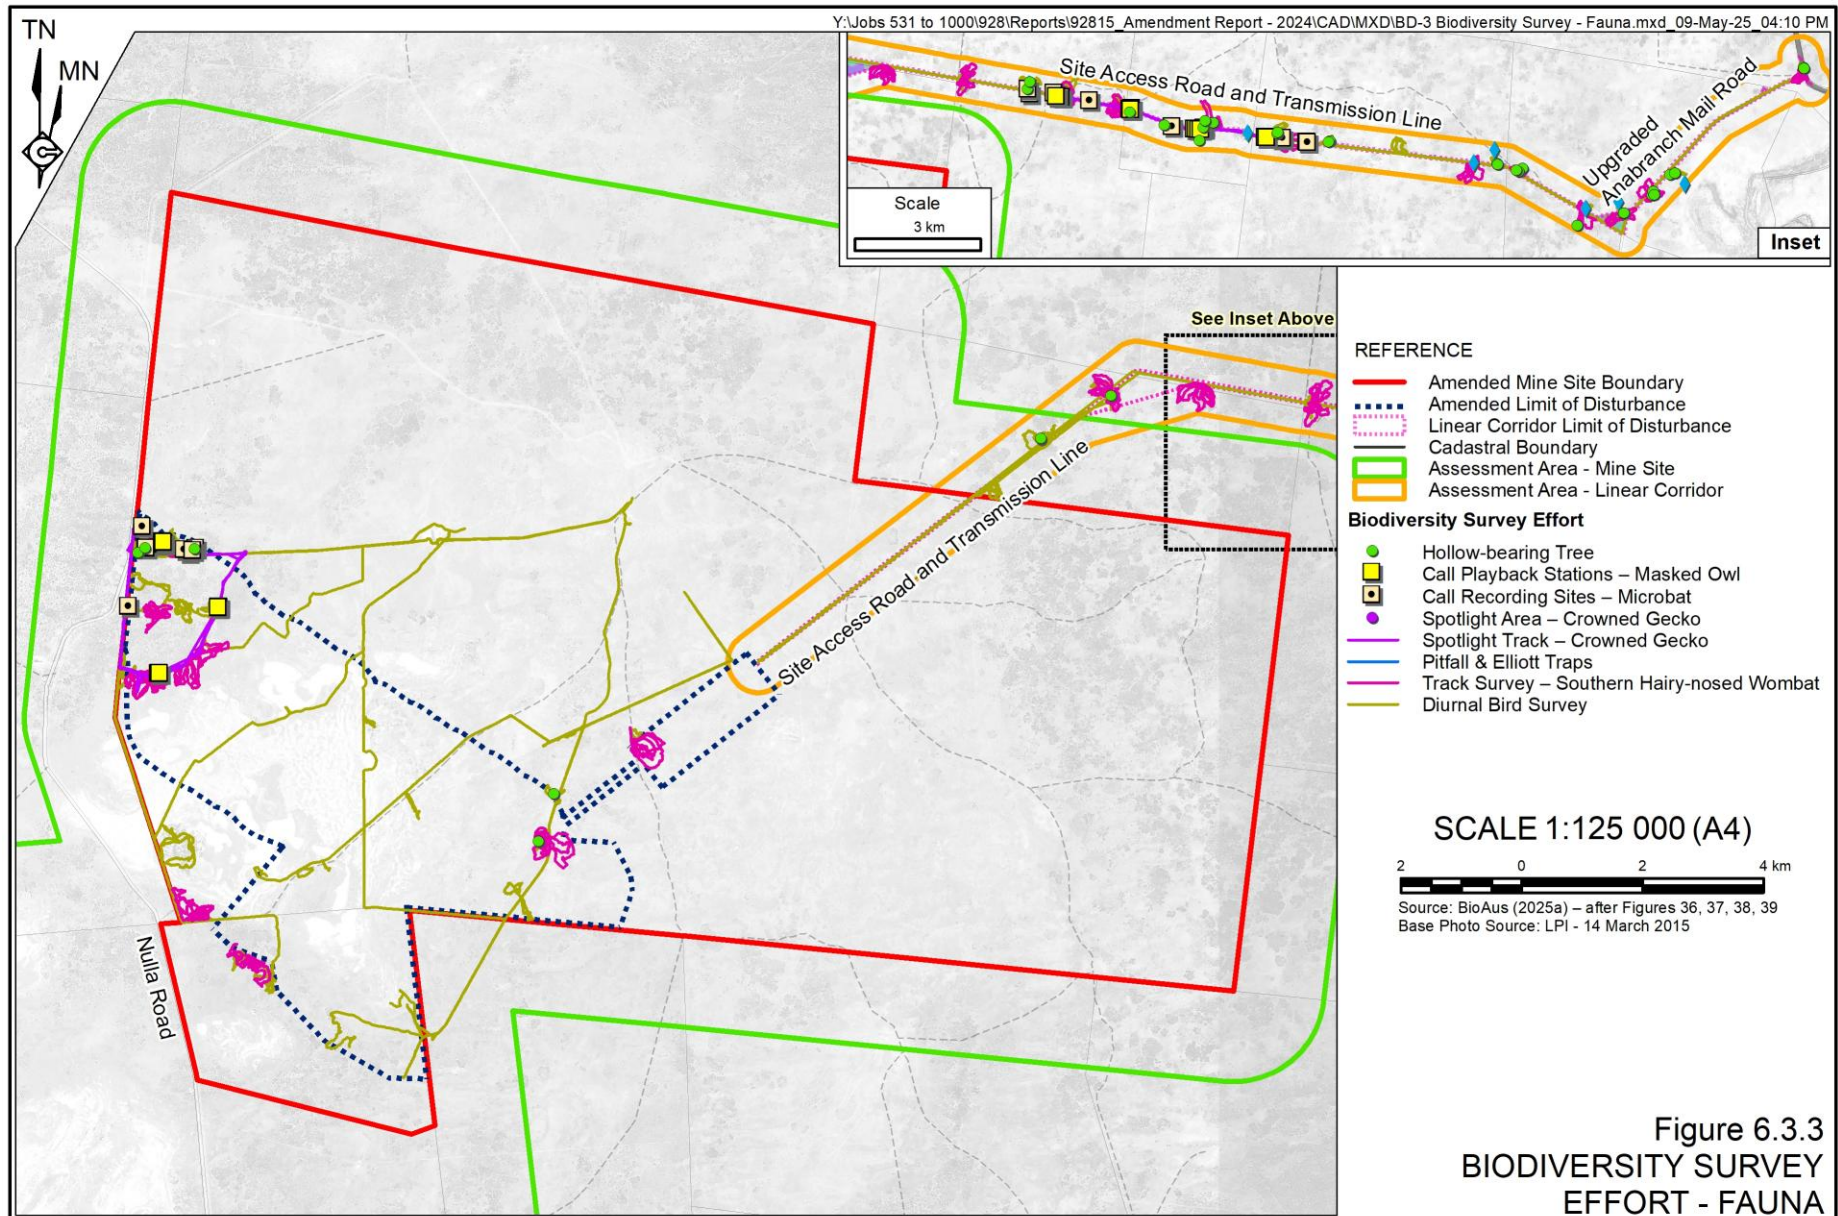 Y:\Jobs 531 to 1000\928\Reports\92815_Amendment Report - 2024\CAD\MXD\BD-3 Biodiversity Survey - Fauna.mxd_09-May-25_04:10 PM
TN
MN
Site Access Road and Transmission Line
Upgraded
Anabranch Mail Road
Scale
3 km
Inset
See Inset Above
Site Access Road and Transmission Line
Nulla Road
REFERENCE
Amended Mine Site Boundary
Amended Limit of Disturbance
Linear Corridor Limit of Disturbance
Cadastral Boundary
Assessment Area - Mine Site
Assessment Area - Linear Corridor
Biodiversity Survey Effort
Hollow-bearing Tree
Call Playback Stations – Masked Owl
Call Recording Sites – Microbat
Spotlight Area – Crowned Gecko
Spotlight Track – Crowned Gecko
Pitfall & Elliott Traps
Track Survey – Southern Hairy-nosed Wombat
Diurnal Bird Survey
SCALE 1:125 000 (A4)
2 0 2 4 km
Source: BioAus (2025a) – after Figures 36, 37, 38, 39
Base Photo Source: LPI - 14 March 2015
Figure 6.3.3
BIODIVERSITY SURVEY
EFFORT - FAUNA